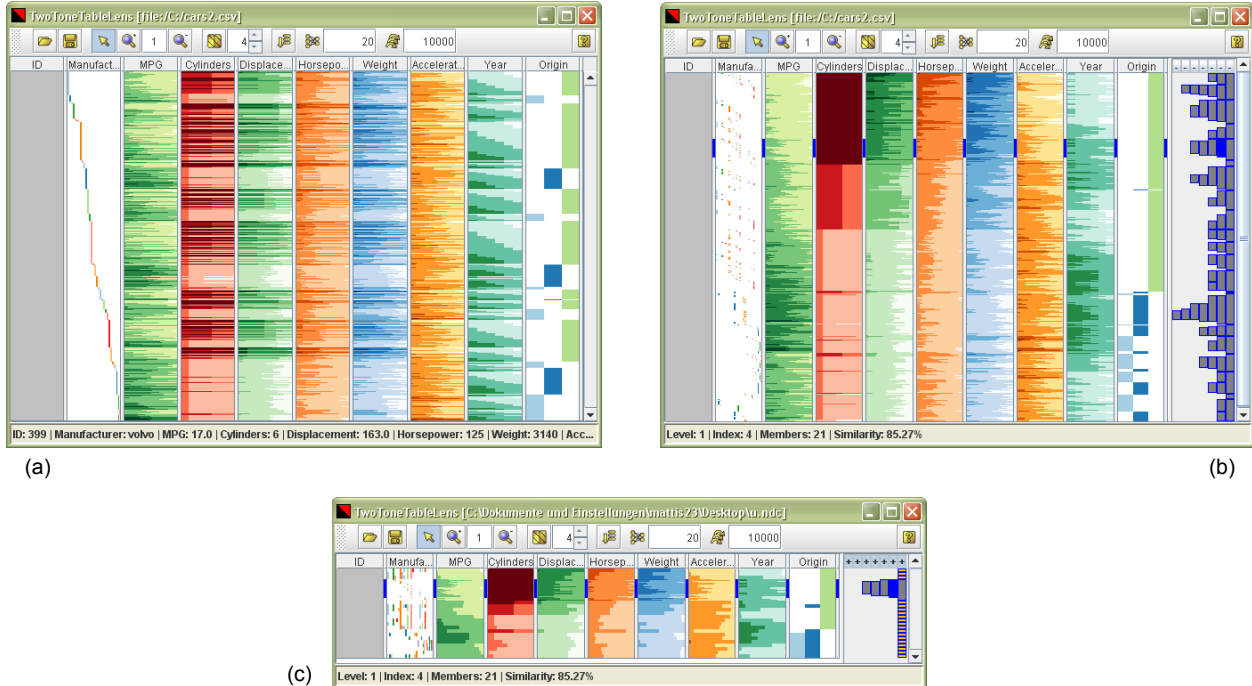 TwoToneTableLens [file:/C:/cars2.csv]
1 4 20 10000
ID Manufact... MPG Cylinders Displace... Horsepo... Weight Accelerat... Year Origin
ID: 399 | Manufacturer: volvo | MPG: 17.0 | Cylinders: 6 | Displacement: 163.0 | Horsepower: 125 | Weight: 3140 | Acc...
(a)
TwoToneTableLens [file:/C:/cars2.csv]
1 4 20 10000
ID Manufa... MPG Cylinders Displac... Horsep... Weight Acceler... Year Origin - - - - - - -
Level: 1 | Index: 4 | Members: 21 | Similarity: 85.27%
(b)
TwoToneTableLens [C:\Dokumente und Einstellungen\mattis23\Desktop\u.ndc]
1 4 20 10000
ID Manufa... MPG Cylinders Displac... Horsep... Weight Acceler... Year Origin + + + + + + +
Level: 1 | Index: 4 | Members: 21 | Similarity: 85.27%
(c)